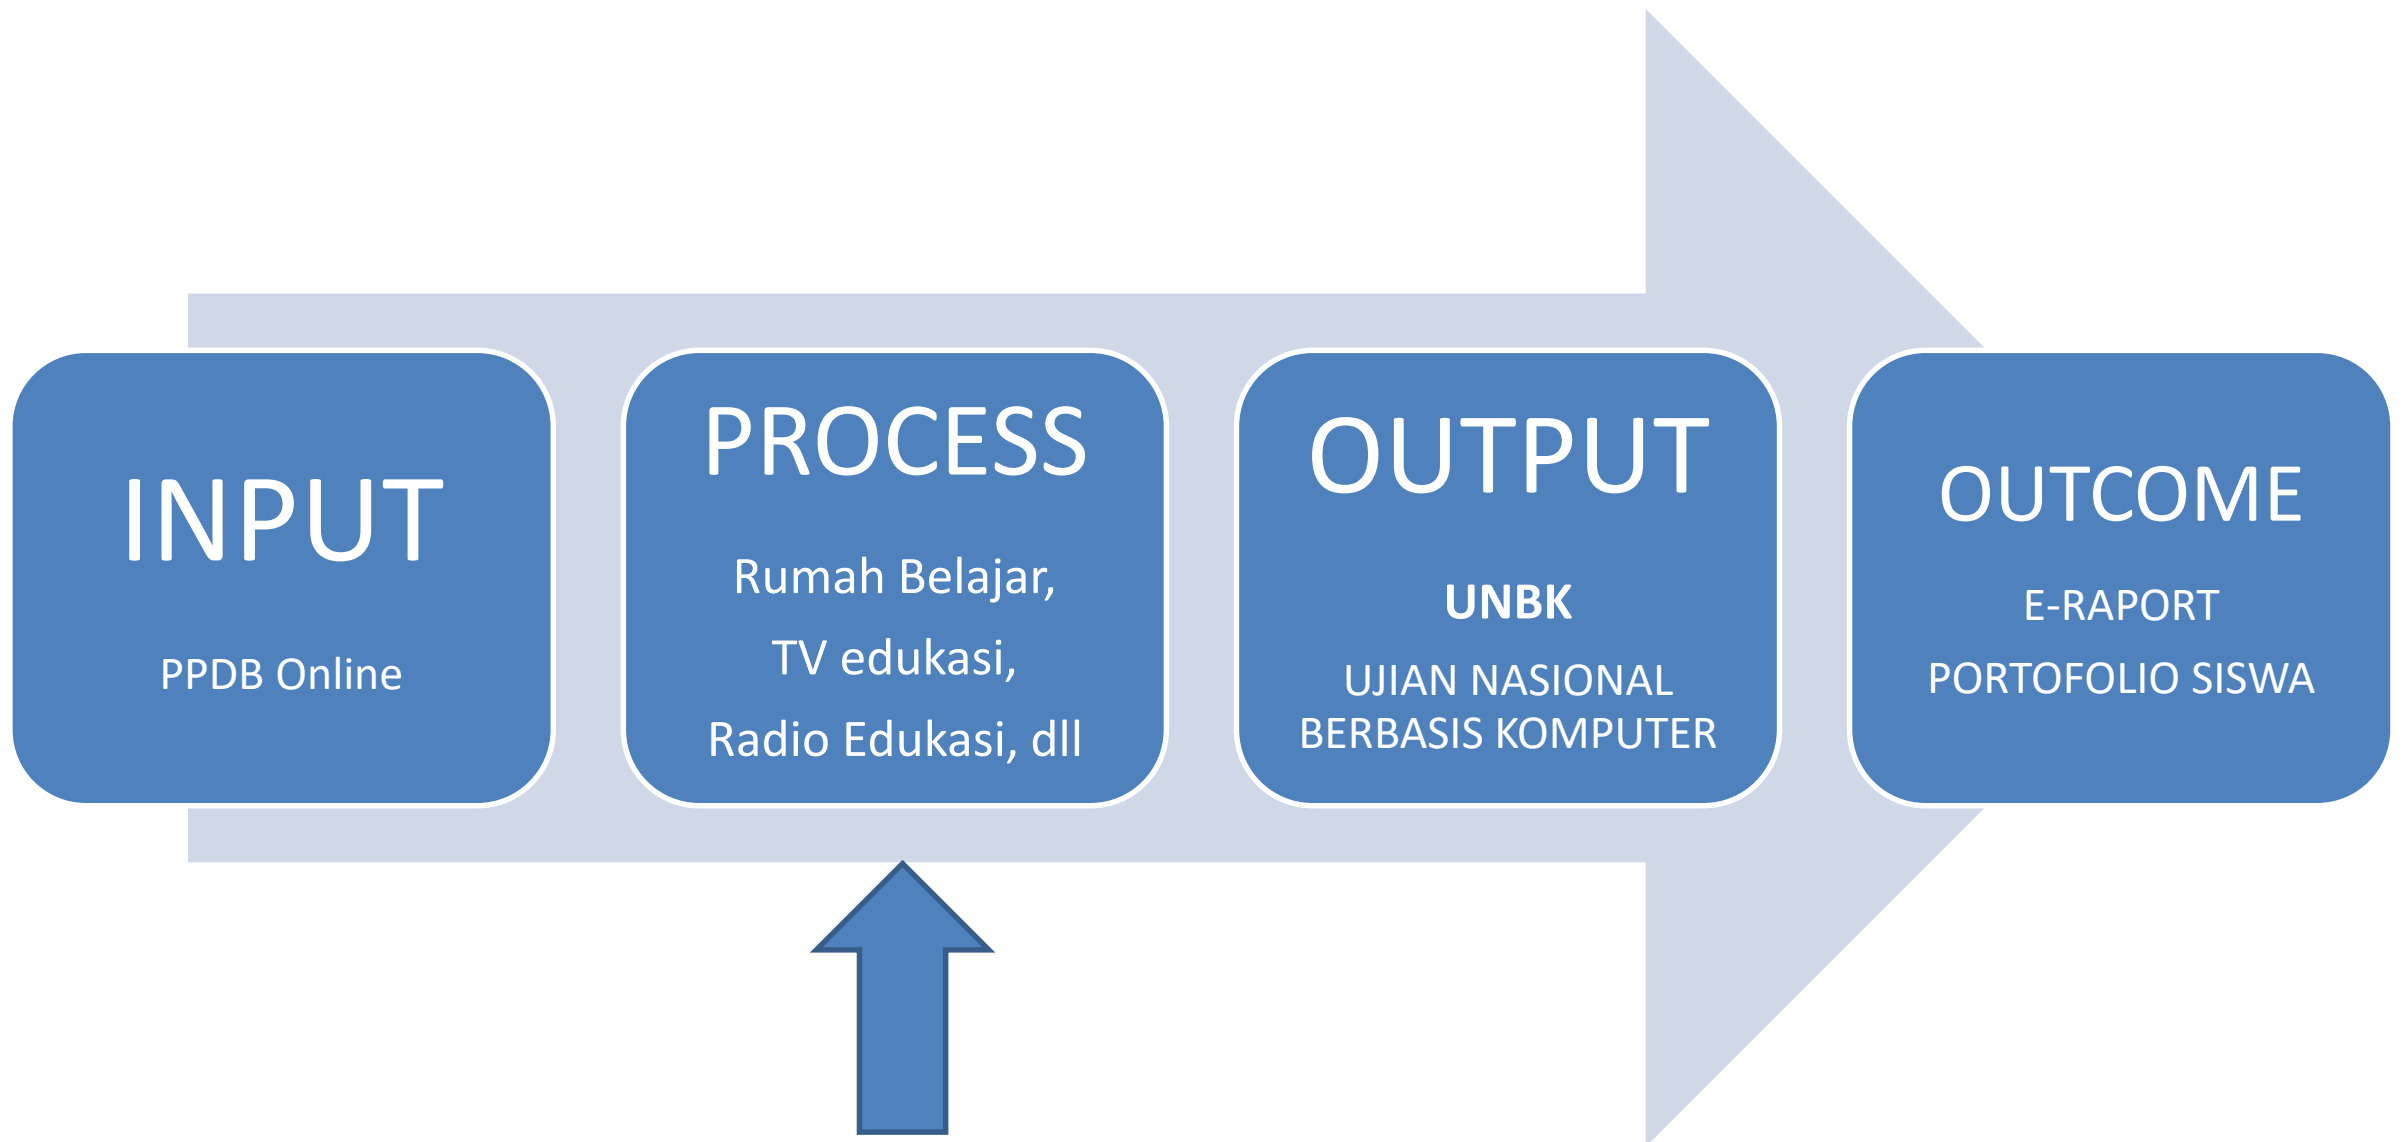 INPUT
PPDB Online
PROCESS
Rumah Belajar,
TV edukasi,
Radio Edukasi, dll
OUTPUT
UNBK
UJIAN NASIONAL
BERBASIS KOMPUTER
OUTCOME
E-RAPORT
PORTOFOLIO SISWA